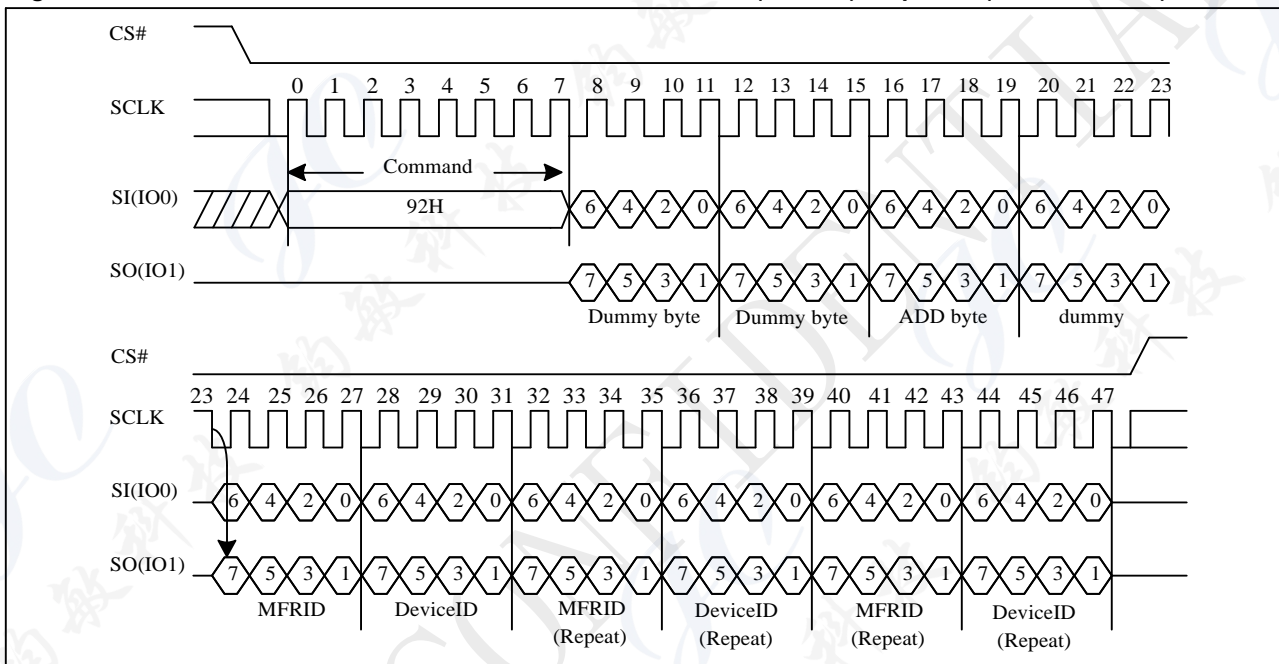 CS#
0 1 2 3 4 5 6 7 8 9 10 11 12 13 14 15 16 17 18 19 20 21 22 23
SCLK
Command
SI(IO0)
92H
6 4 2 0 6 4 2 0 6 4 2 0 6 4 2 0
SO(IO1)
7 5 3 1 7 5 3 1 7 5 3 1 7 5 3 1
Dummy byte Dummy byte ADD byte dummy
CS#
23 24 25 26 27 28 29 30 31 32 33 34 35 36 37 38 39 40 41 42 43 44 45 46 47
SCLK
SI(IO0)
6 4 2 0 6 4 2 0 6 4 2 0 6 4 2 0 6 4 2 0 6 4 2 0
SO(IO1)
7 5 3 1 7 5 3 1 7 5 3 1 7 5 3 1 7 5 3 1 7 5 3 1
MFRID DeviceID MFRID DeviceID MFRID DeviceID
(Repeat) (Repeat) (Repeat) (Repeat)
CONFIDENTIA